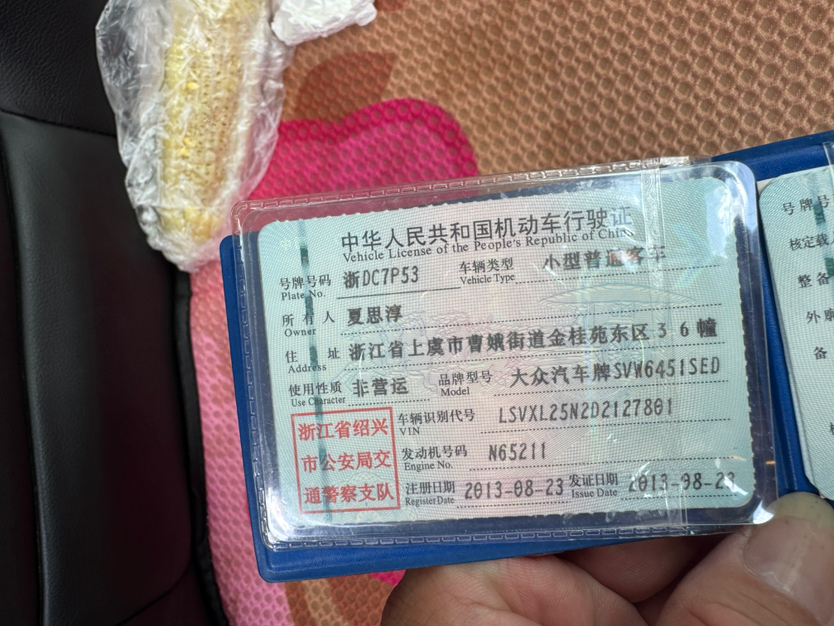 中华人民共和国机动车行驶证
Vehicle License of the People's Republic of China
号牌号码 浙DC7P53 车辆类型 小型普通客车
Plate No. Vehicle Type
所有人 夏思淳
Owner
住址 浙江省上虞市曹娥街道金桂苑东区36幢
Address
使用性质 非营运 品牌型号 大众汽车牌SVW6451SED
Use Character Model
浙江省绍兴
市公安局交
通警察支队
车辆识别代号 LSVXL25N2D2127801
VIN
发动机号码 N65211
Engine No.
注册日期 2013-08-23 发证日期 2013-08-23
Register Date Issue Date
号牌号
核定载
整备
外廓
备